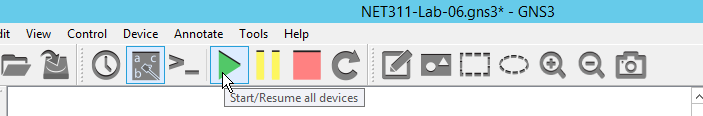 NET311-Lab-06.gns3* - GNS3
dit View Control Device Annotate Tools Help
a c
b
>_
Start/Resume all devices